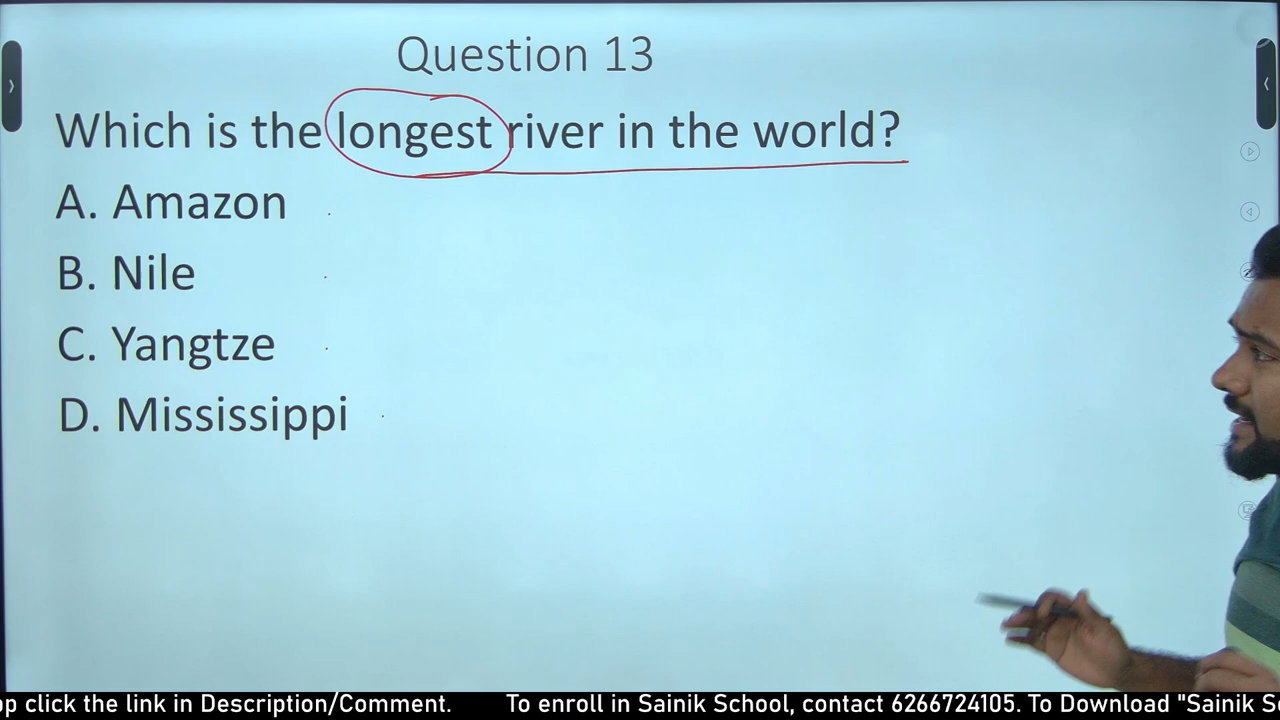 Question 13
Which is the longest river in the world?
A. Amazon
B. Nile
C. Yangtze
D. Mississippi
p click the link in Description/Comment. To enroll in Sainik School, contact 6266724105. To Download "Sainik S